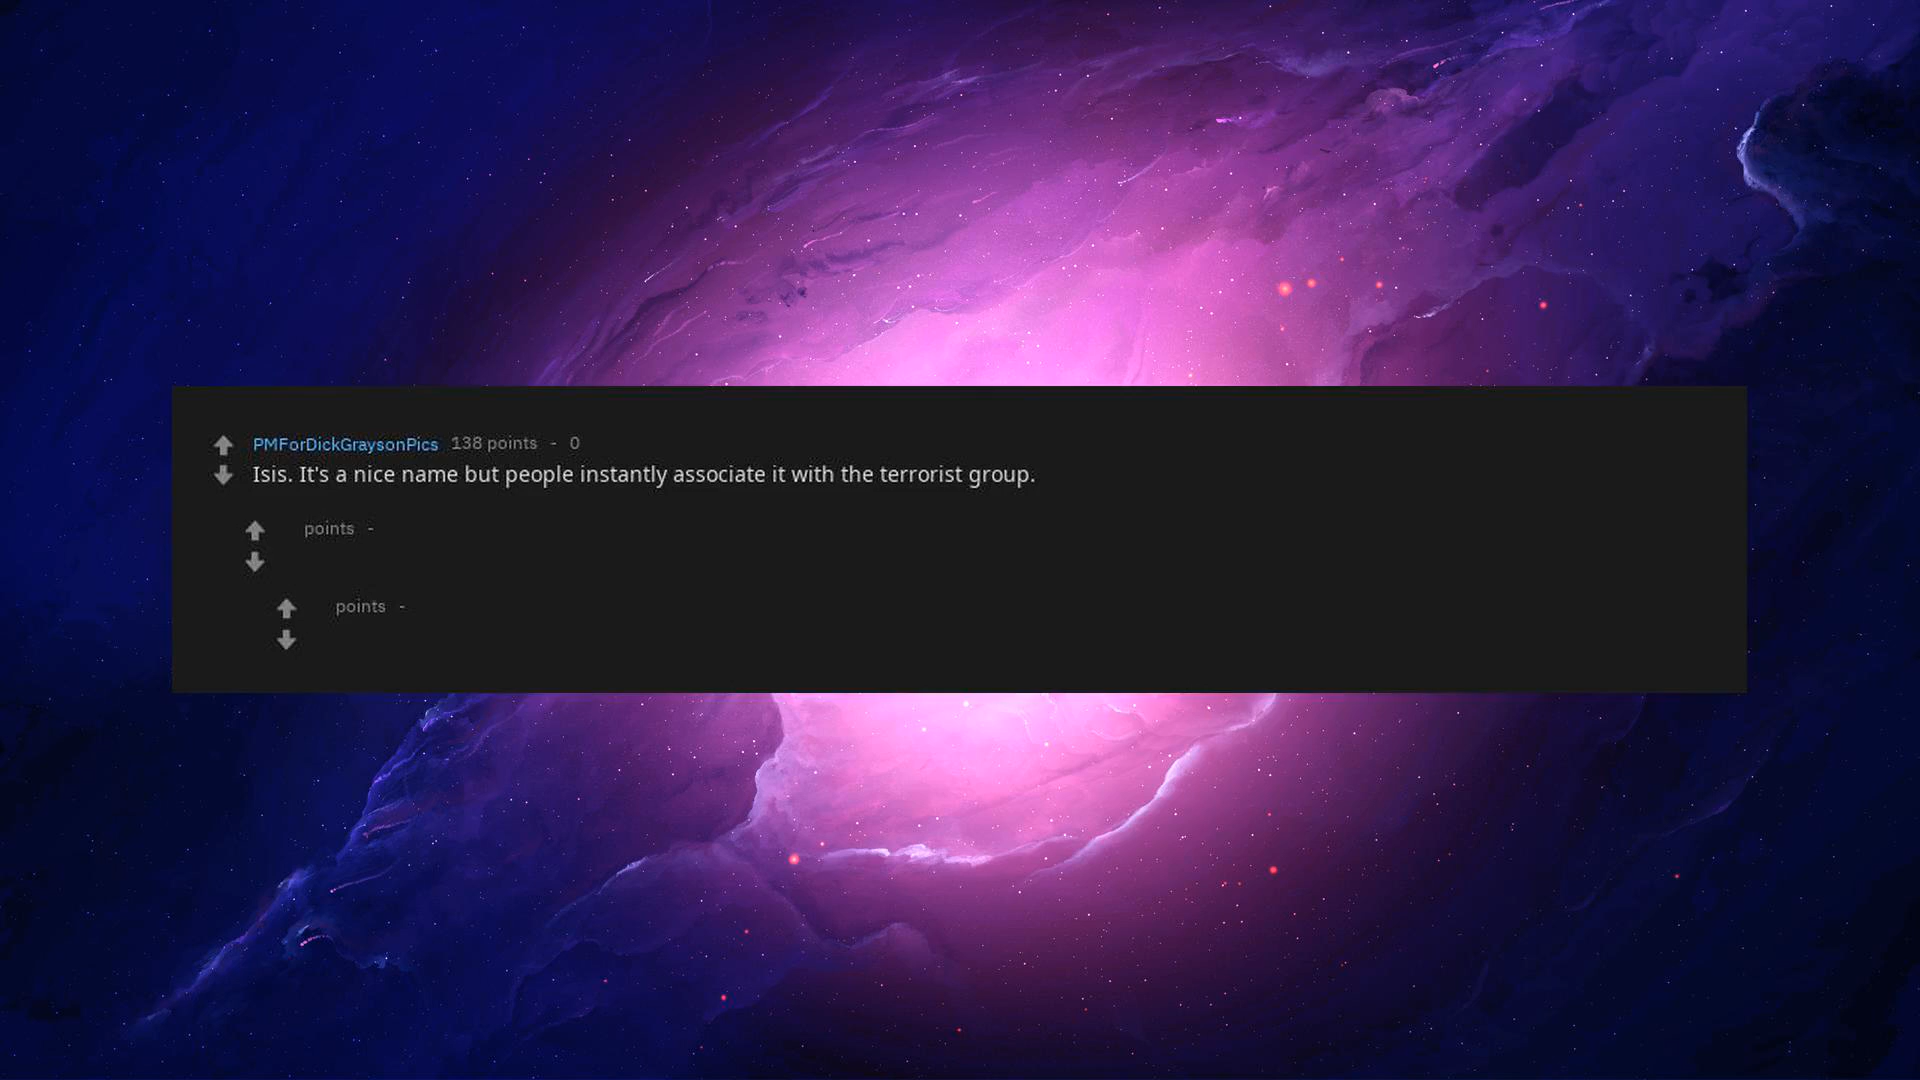 PMForDickGraysonPics 138 points - 0
Isis. It's a nice name but people instantly associate it with the terrorist group.
points -
points -